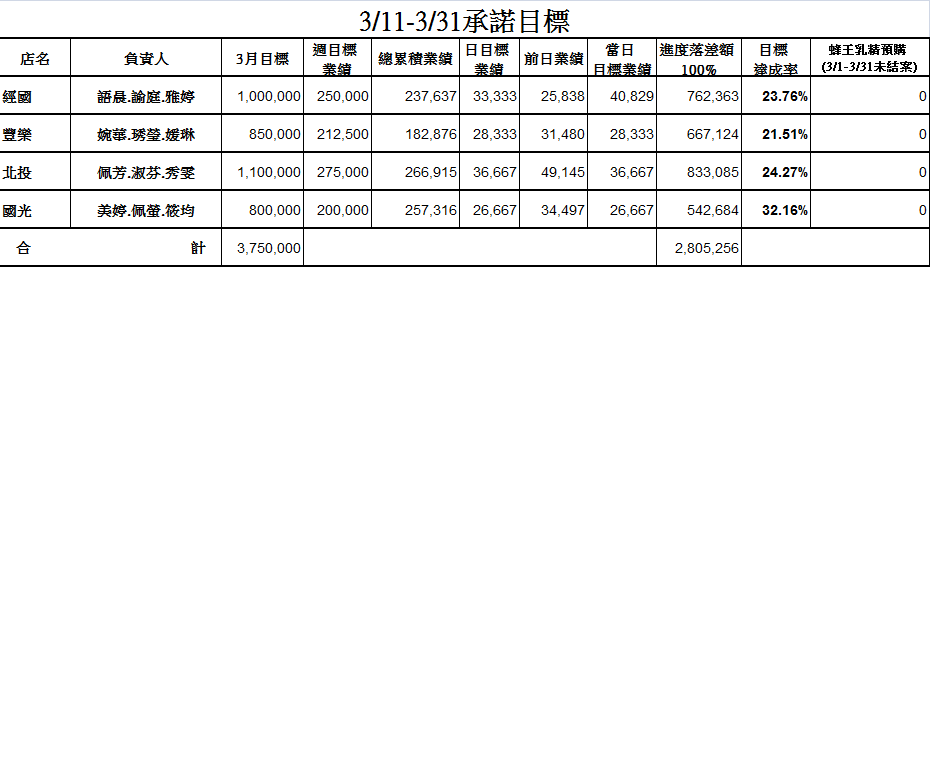 3/11-3/31承諾目標
店名 負責人 3月目標 週目標業績 總累積業績 日目標業績 前日業績 當日目標業績 進度落差額100% 目標達成率 蜂王乳精預購(3/1-3/31未結案)
經國 語晨.諭庭.雅婷 1,000,000 250,000 237,637 33,333 25,838 40,829 762,363 23.76% 0
豐樂 婉華.琇瑩.媛琳 850,000 212,500 182,876 28,333 31,480 28,333 667,124 21.51% 0
北投 佩芳.淑芬.秀雯 1,100,000 275,000 266,915 36,667 49,145 36,667 833,085 24.27% 0
國光 美婷.佩螢.筱均 800,000 200,000 257,316 26,667 34,497 26,667 542,684 32.16% 0
合計 3,750,000 2,805,256